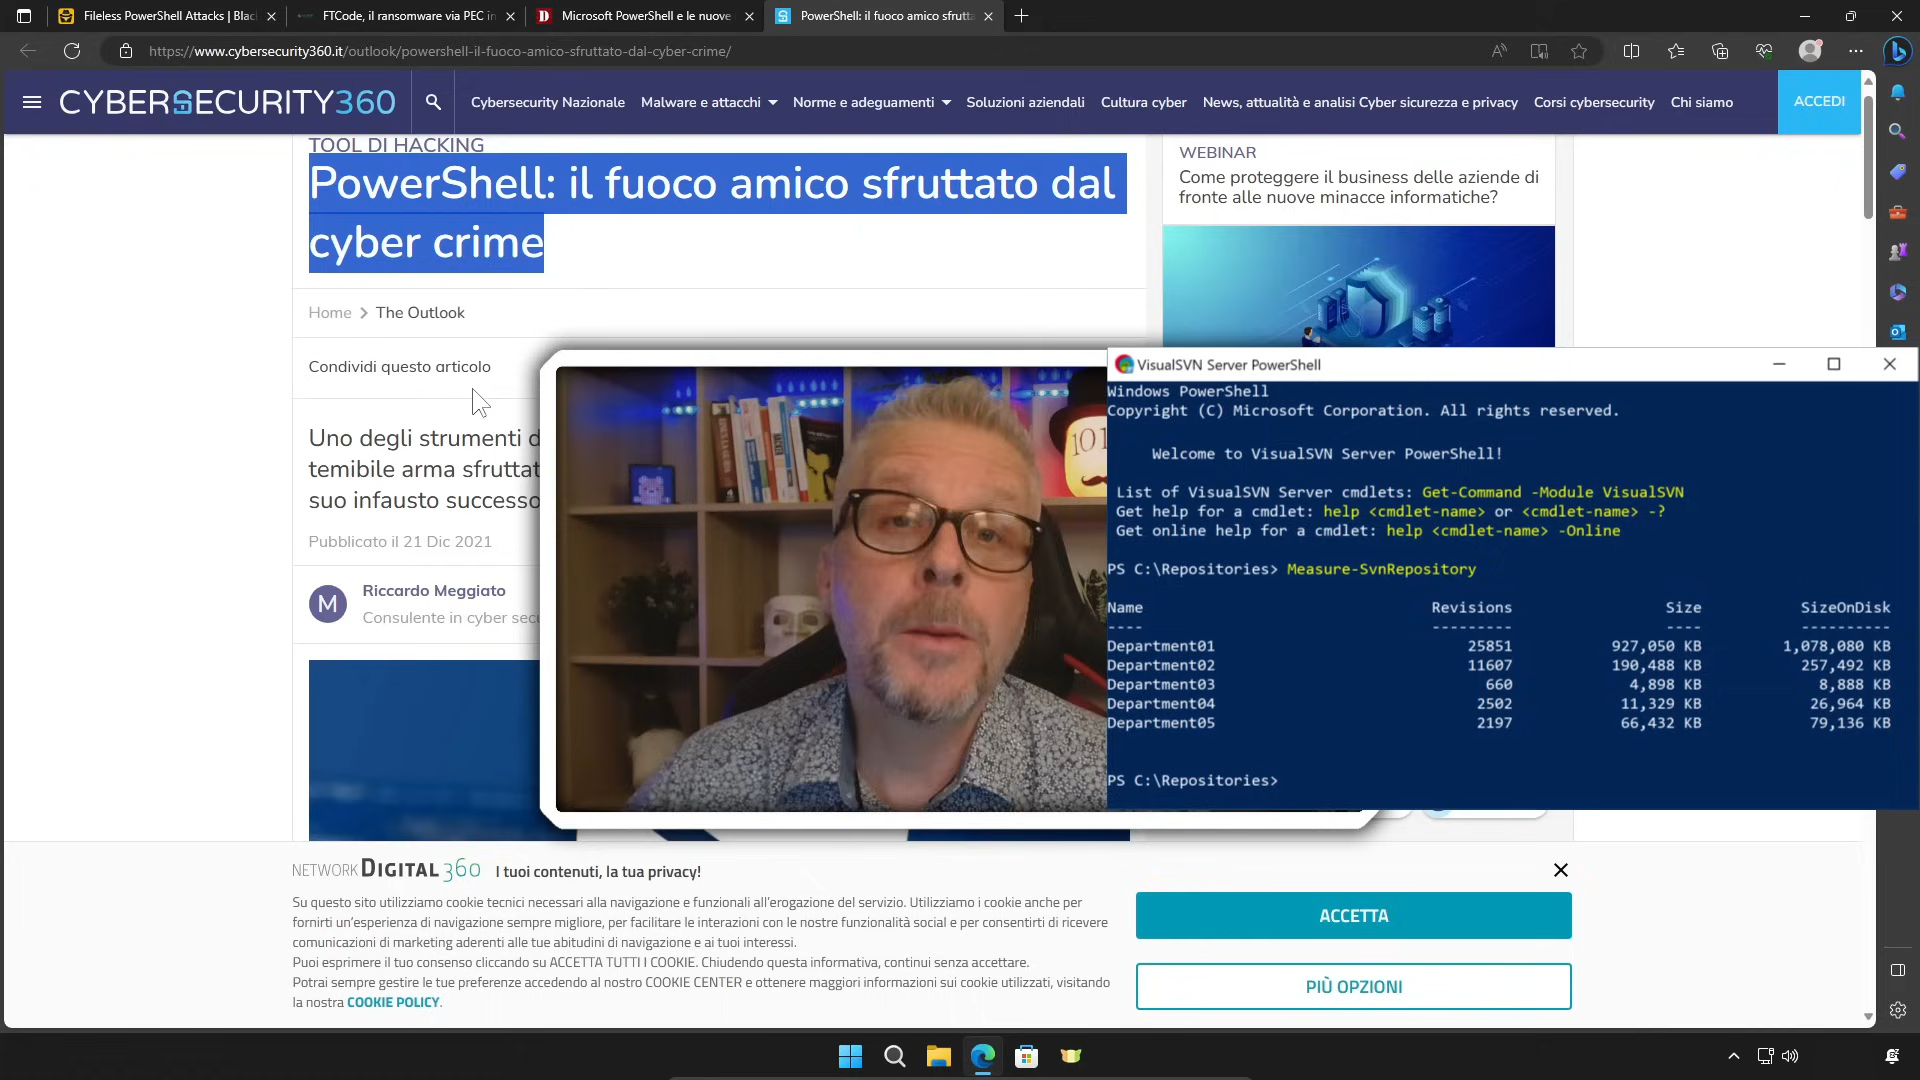 Fileless PowerShell Attacks | Blac
FTCode, il ransomware via PEC in
Microsoft PowerShell e le nuove
PowerShell: il fuoco amico sfrutta
https://www.cybersecurity360.it/outlook/powershell-il-fuoco-amico-sfruttato-dal-cyber-crime/
CYBERSECURITY360
Cybersecurity Nazionale
Malware e attacchi
Norme e adeguamenti
Soluzioni aziendali
Cultura cyber
News, attualità e analisi Cyber sicurezza e privacy
Corsi cybersecurity
Chi siamo
ACCEDI
TOOL DI HACKING
PowerShell: il fuoco amico sfruttato dal
cyber crime
WEBINAR
Come proteggere il business delle aziende di
fronte alle nuove minacce informatiche?
Home > The Outlook
Condividi questo articolo
Uno degli strumenti d
temibile arma sfruttat
suo infausto successo
Pubblicato il 21 Dic 2021
M
Riccardo Meggiato
Consulente in cyber secu
101
VisualSVN Server PowerShell
Windows PowerShell
Copyright (C) Microsoft Corporation. All rights reserved.
Welcome to VisualSVN Server PowerShell!
List of VisualSVN Server cmdlets: Get-Command -Module VisualSVN
Get help for a cmdlet: help <cmdlet-name> or <cmdlet-name> -?
Get online help for a cmdlet: help <cmdlet-name> -Online
PS C:\Repositories> Measure-SvnRepository
Name Revisions Size SizeOnDisk
---- --------- ---- ----------
Department01 25851 927,050 KB 1,078,080 KB
Department02 11607 190,488 KB 257,492 KB
Department03 660 4,898 KB 8,888 KB
Department04 2502 11,329 KB 26,964 KB
Department05 2197 66,432 KB 79,136 KB
PS C:\Repositories>
NETWORK DIGITAL 360
I tuoi contenuti, la tua privacy!
Su questo sito utilizziamo cookie tecnici necessari alla navigazione e funzionali all'erogazione del servizio. Utilizziamo i cookie anche per
fornirti un'esperienza di navigazione sempre migliore, per facilitare le interazioni con le nostre funzionalità social e per consentirti di ricevere
comunicazioni di marketing aderenti alle tue abitudini di navigazione e ai tuoi interessi.
Puoi esprimere il tuo consenso cliccando su ACCETTA TUTTI I COOKIE. Chiudendo questa informativa, continui senza accettare.
Potrai sempre gestire le tue preferenze accedendo al nostro COOKIE CENTER e ottenere maggiori informazioni sui cookie utilizzati, visitando
la nostra COOKIE POLICY.
ACCETTA
PIÙ OPZIONI